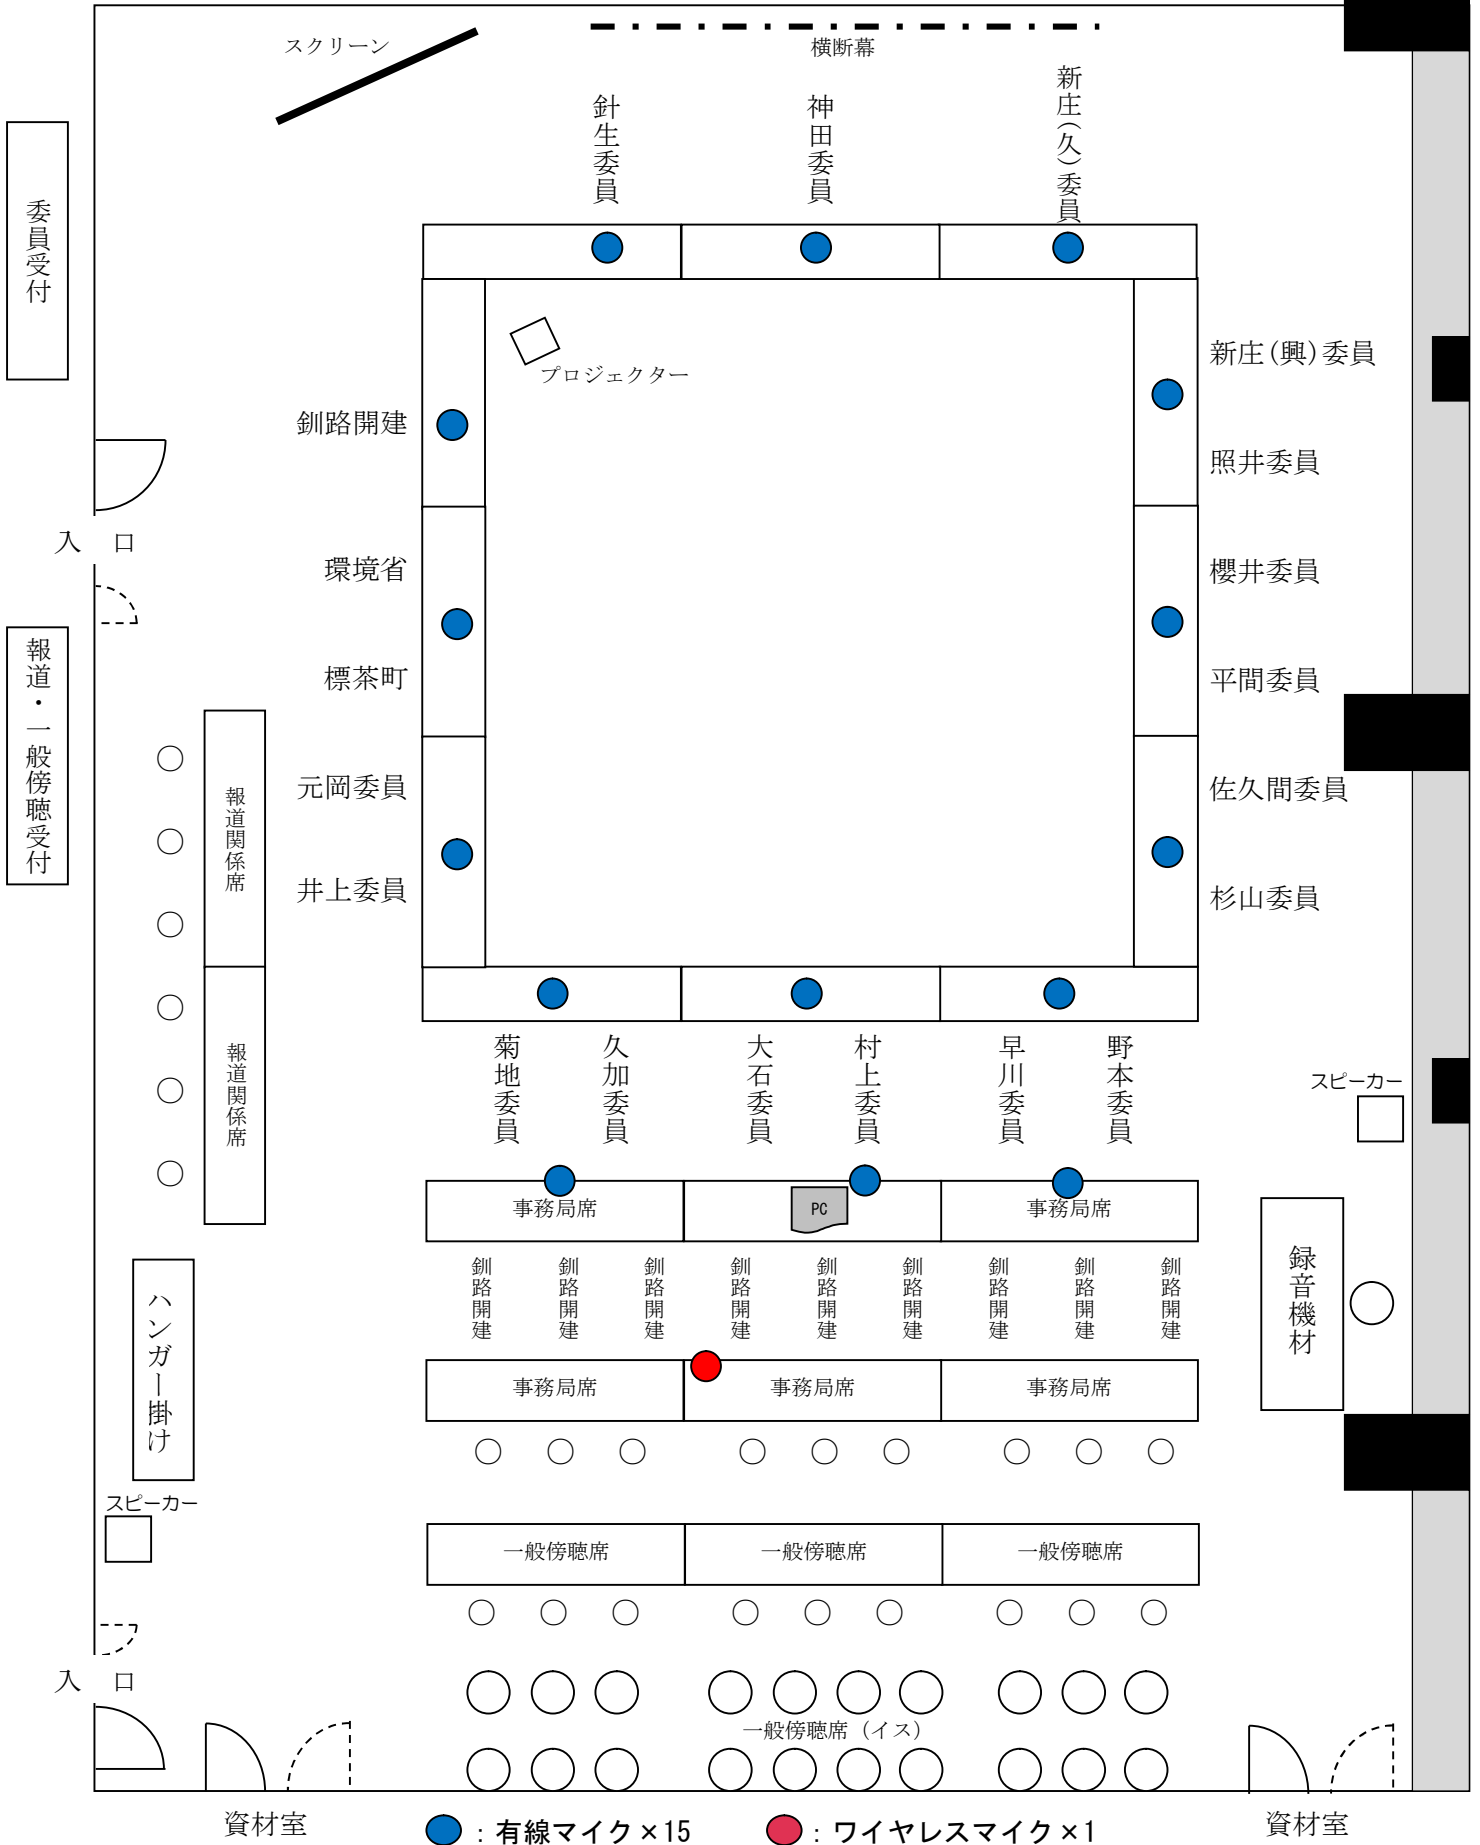 スクリーン
横断幕
針生委員
神田委員
新庄(久)委員
委員受付
プロジェクター
新庄(興)委員
釧路開建
照井委員
入　口
環境省
櫻井委員
標茶町
平間委員
報道・一般傍聴受付
報道関係席
元岡委員
佐久間委員
井上委員
杉山委員
報道関係席
菊地委員
久加委員
大石委員
村上委員
早川委員
野本委員
スピーカー
事務局席
PC
事務局席
釧路開建
釧路開建
釧路開建
釧路開建
釧路開建
釧路開建
釧路開建
釧路開建
釧路開建
録音機材
ハンガー掛け
事務局席
事務局席
事務局席
スピーカー
一般傍聴席
一般傍聴席
一般傍聴席
入　口
一般傍聴席（イス）
資材室
：有線マイク×15
：ワイヤレスマイク×1
資材室